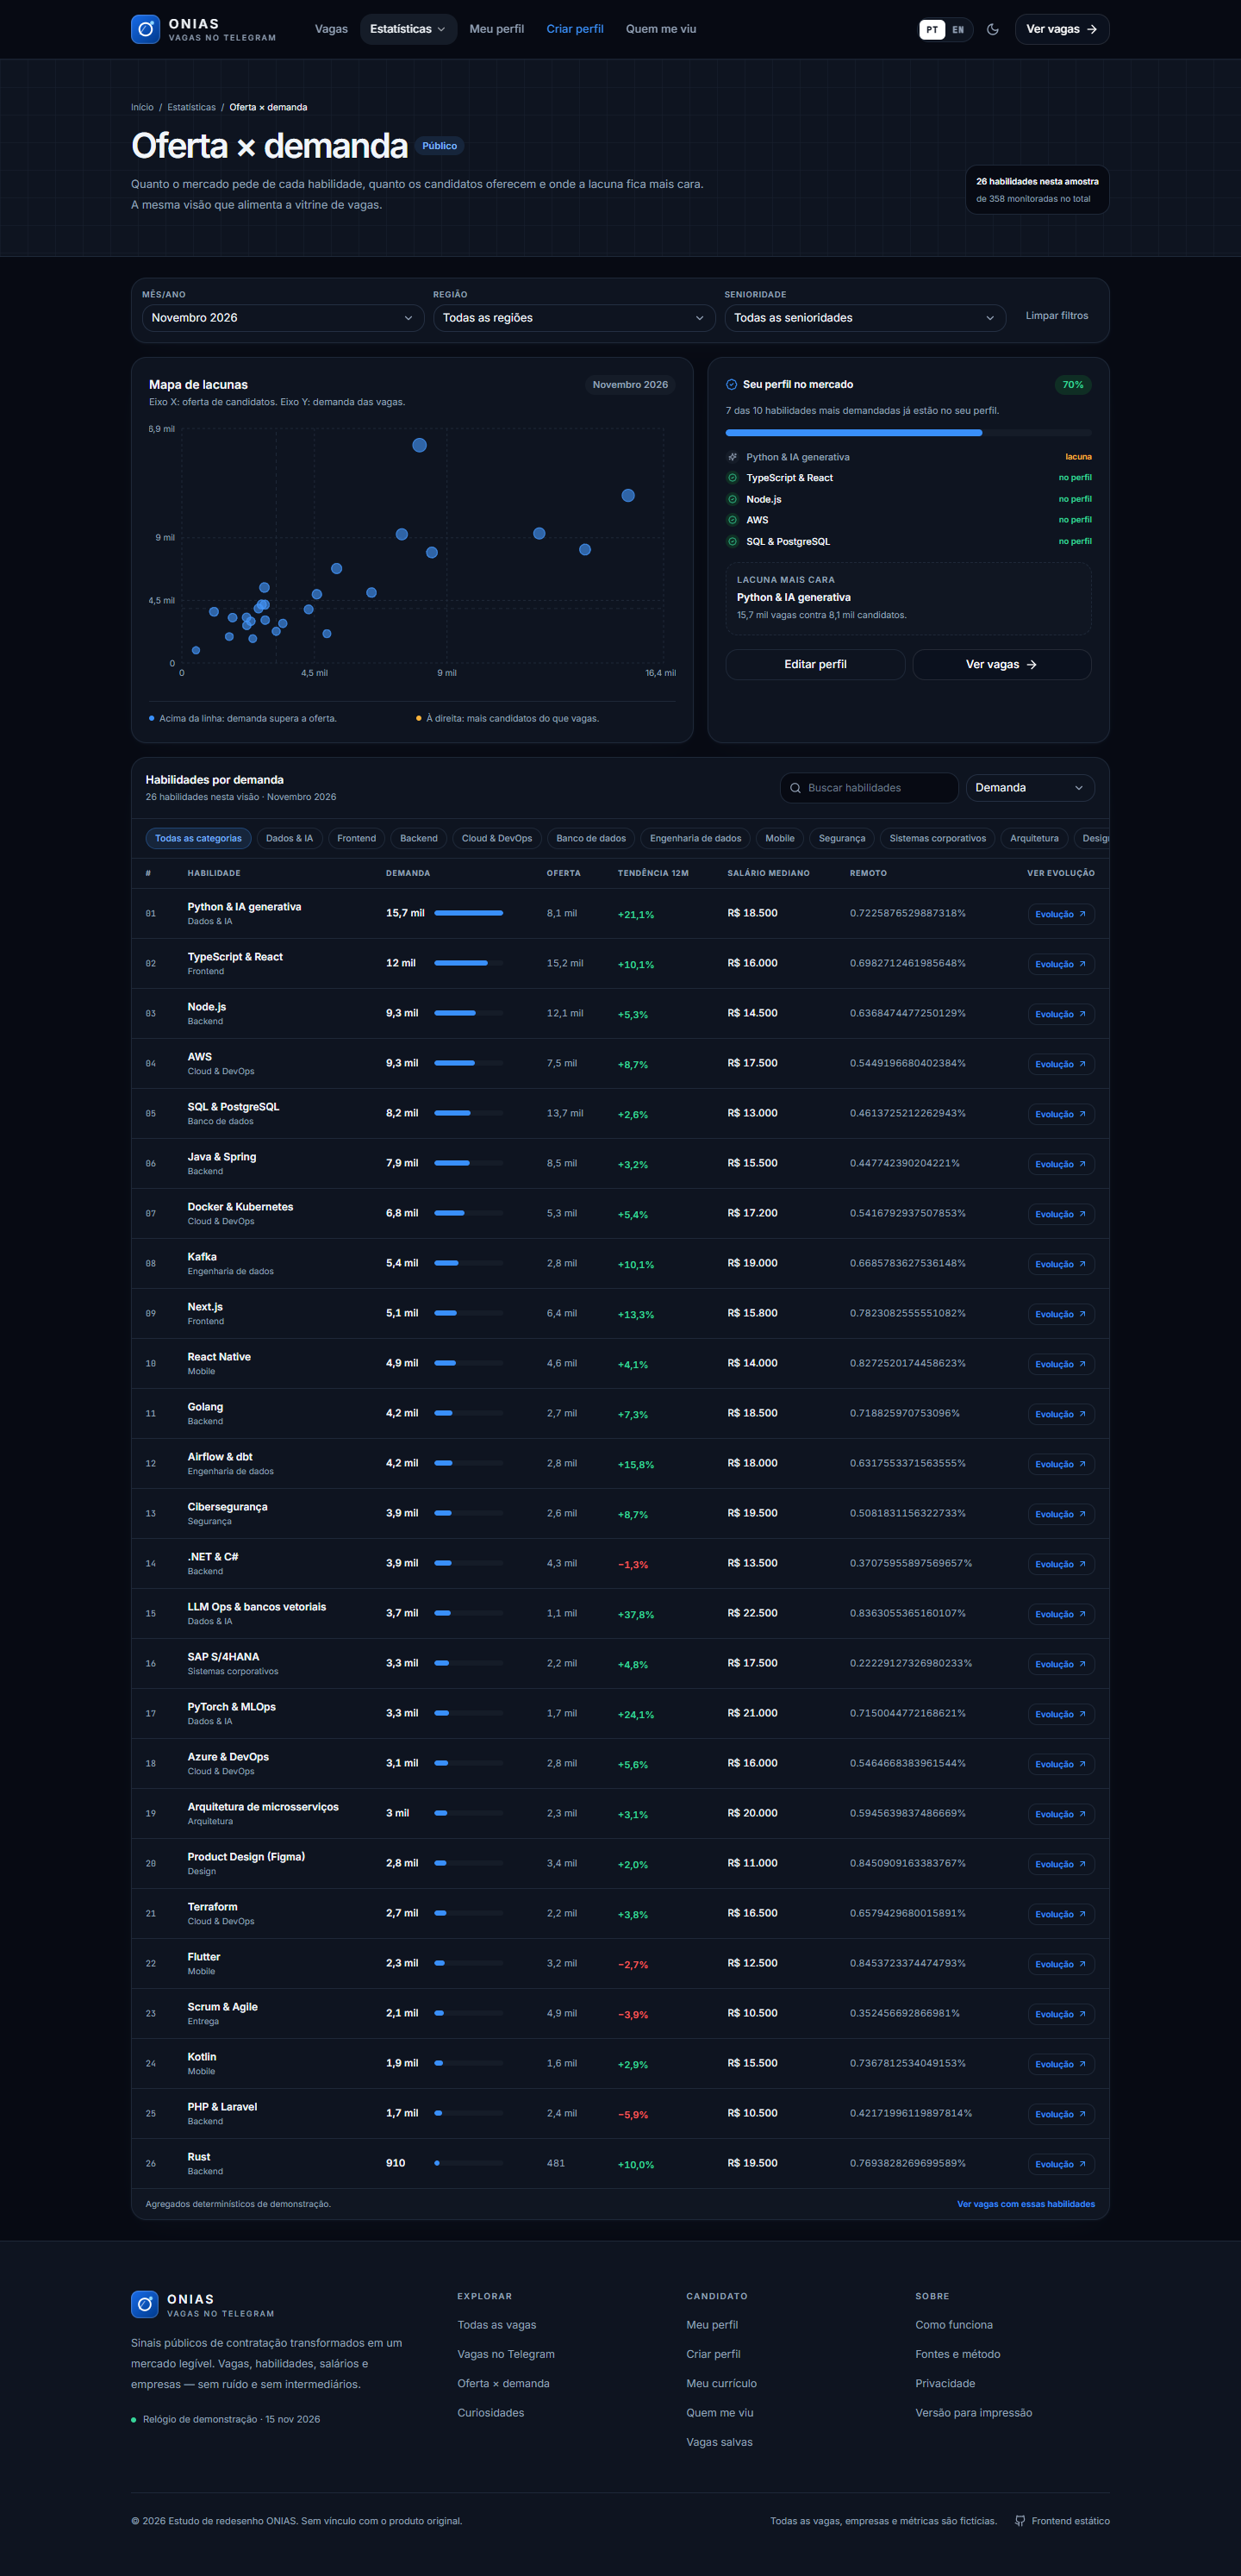 ONIAS
VAGAS NO TELEGRAM
Vagas
Estatísticas
Meu perfil
Criar perfil
Quem me viu
PT
EN
Ver vagas
Início / Estatísticas / Oferta × demanda
Oferta × demanda
Público
Quanto o mercado pede de cada habilidade, quanto os candidatos oferecem e onde a lacuna fica mais cara.
A mesma visão que alimenta a vitrine de vagas.
26 habilidades nesta amostra
de 358 monitoradas no total
MÊS/ANO
Novembro 2026
REGIÃO
Todas as regiões
SENIORIDADE
Todas as senioridades
Limpar filtros
Mapa de lacunas
Novembro 2026
Eixo X: oferta de candidatos. Eixo Y: demanda das vagas.
9 mil
4,5 mil
0
0
4,5 mil
9 mil
16,4 mil
Acima da linha: demanda supera a oferta.
À direita: mais candidatos do que vagas.
Seu perfil no mercado
70%
7 das 10 habilidades mais demandadas já estão no seu perfil.
Python & IA generativa lacuna
TypeScript & React no perfil
Node.js no perfil
AWS no perfil
SQL & PostgreSQL no perfil
LACUNA MAIS CARA
Python & IA generativa
15,7 mil vagas contra 8,1 mil candidatos.
Editar perfil
Ver vagas
Habilidades por demanda
26 habilidades nesta visão · Novembro 2026
Buscar habilidades
Demanda
Todas as categorias Dados & IA Frontend Backend Cloud & DevOps Banco de dados Engenharia de dados Mobile Segurança Sistemas corporativos Arquitetura
# HABILIDADE DEMANDA OFERTA TENDÊNCIA 12M SALÁRIO MEDIANO REMOTO VER EVOLUÇÃO
01 Python & IA generativa 15,7 mil 8,1 mil +21,1% R$ 18.500 0.7225876529887318% Evolução
Dados & IA
02 TypeScript & React 12 mil 15,2 mil +10,1% R$ 16.000 0.6982712461985648% Evolução
Frontend
03 Node.js 9,3 mil 12,1 mil +5,3% R$ 14.500 0.6368474477250129% Evolução
Backend
04 AWS 9,3 mil 7,5 mil +8,7% R$ 17.500 0.5449196680402384% Evolução
Cloud & DevOps
05 SQL & PostgreSQL 8,2 mil 13,7 mil +2,6% R$ 13.000 0.4613725212262943% Evolução
Banco de dados
06 Java & Spring 7,9 mil 8,5 mil +3,2% R$ 15.500 0.447742390204221% Evolução
Backend
07 Docker & Kubernetes 6,8 mil 5,3 mil +5,4% R$ 17.200 0.5416792937507853% Evolução
Cloud & DevOps
08 Kafka 5,4 mil 2,8 mil +10,1% R$ 19.000 0.6685783627536148% Evolução
Engenharia de dados
09 Next.js 5,1 mil 6,4 mil +13,3% R$ 15.800 0.7823082555551082% Evolução
Frontend
10 React Native 4,9 mil 4,6 mil +4,1% R$ 14.000 0.8272520174458623% Evolução
Mobile
11 Golang 4,2 mil 2,7 mil +7,3% R$ 18.500 0.718825970753096% Evolução
Backend
12 Airflow & dbt 4,2 mil 2,8 mil +15,8% R$ 18.000 0.6317553371563555% Evolução
Engenharia de dados
13 Cibersegurança 3,9 mil 2,6 mil +8,7% R$ 19.500 0.5081831156322733% Evolução
Segurança
14 .NET & C# 3,9 mil 4,3 mil −1,3% R$ 13.500 0.37075955897569657% Evolução
Backend
15 LLM Ops & bancos vetoriais 3,7 mil 1,1 mil +37,8% R$ 22.500 0.8363055365160107% Evolução
Dados & IA
16 SAP S/4HANA 3,3 mil 2,2 mil +4,8% R$ 17.500 0.22229127326980233% Evolução
Sistemas corporativos
17 PyTorch & MLOps 3,3 mil 1,7 mil +24,1% R$ 21.000 0.7150044772168621% Evolução
Dados & IA
18 Azure & DevOps 3,1 mil 2,8 mil +5,6% R$ 16.000 0.5464668383961544% Evolução
Cloud & DevOps
19 Arquitetura de microsserviços 3 mil 2,3 mil +3,1% R$ 20.000 0.5945639837486669% Evolução
Arquitetura
20 Product Design (Figma) 2,8 mil 3,4 mil +2,0% R$ 11.000 0.8450909163383767% Evolução
Design
21 Terraform 2,7 mil 2,2 mil +3,8% R$ 16.500 0.6579429680015891% Evolução
Cloud & DevOps
22 Flutter 2,3 mil 3,2 mil −2,7% R$ 12.500 0.8453723374474793% Evolução
Mobile
23 Scrum & Agile 2,1 mil 4,9 mil −3,9% R$ 10.500 0.352456692866981% Evolução
Entrega
24 Kotlin 1,9 mil 1,6 mil +2,9% R$ 15.500 0.7367812534049153% Evolução
Mobile
25 PHP & Laravel 1,7 mil 2,4 mil −5,9% R$ 10.500 0.42171996119897814% Evolução
Backend
26 Rust 910 481 +10,0% R$ 19.500 0.7693828269699589% Evolução
Backend
Agregados determinísticos de demonstração.
Ver vagas com essas habilidades
ONIAS
VAGAS NO TELEGRAM
Sinais públicos de contratação transformados em um
mercado legível. Vagas, habilidades, salários e
empresas — sem ruído e sem intermediários.
Relógio de demonstração · 15 nov 2026
EXPLORAR
Todas as vagas
Vagas no Telegram
Oferta × demanda
Curiosidades
CANDIDATO
Meu perfil
Criar perfil
Meu currículo
Quem me viu
Vagas salvas
SOBRE
Como funciona
Fontes e método
Privacidade
Versão para impressão
© 2026 Estudo de redesenho ONIAS. Sem vínculo com o produto original.
Todas as vagas, empresas e métricas são fictícias.
Frontend estático